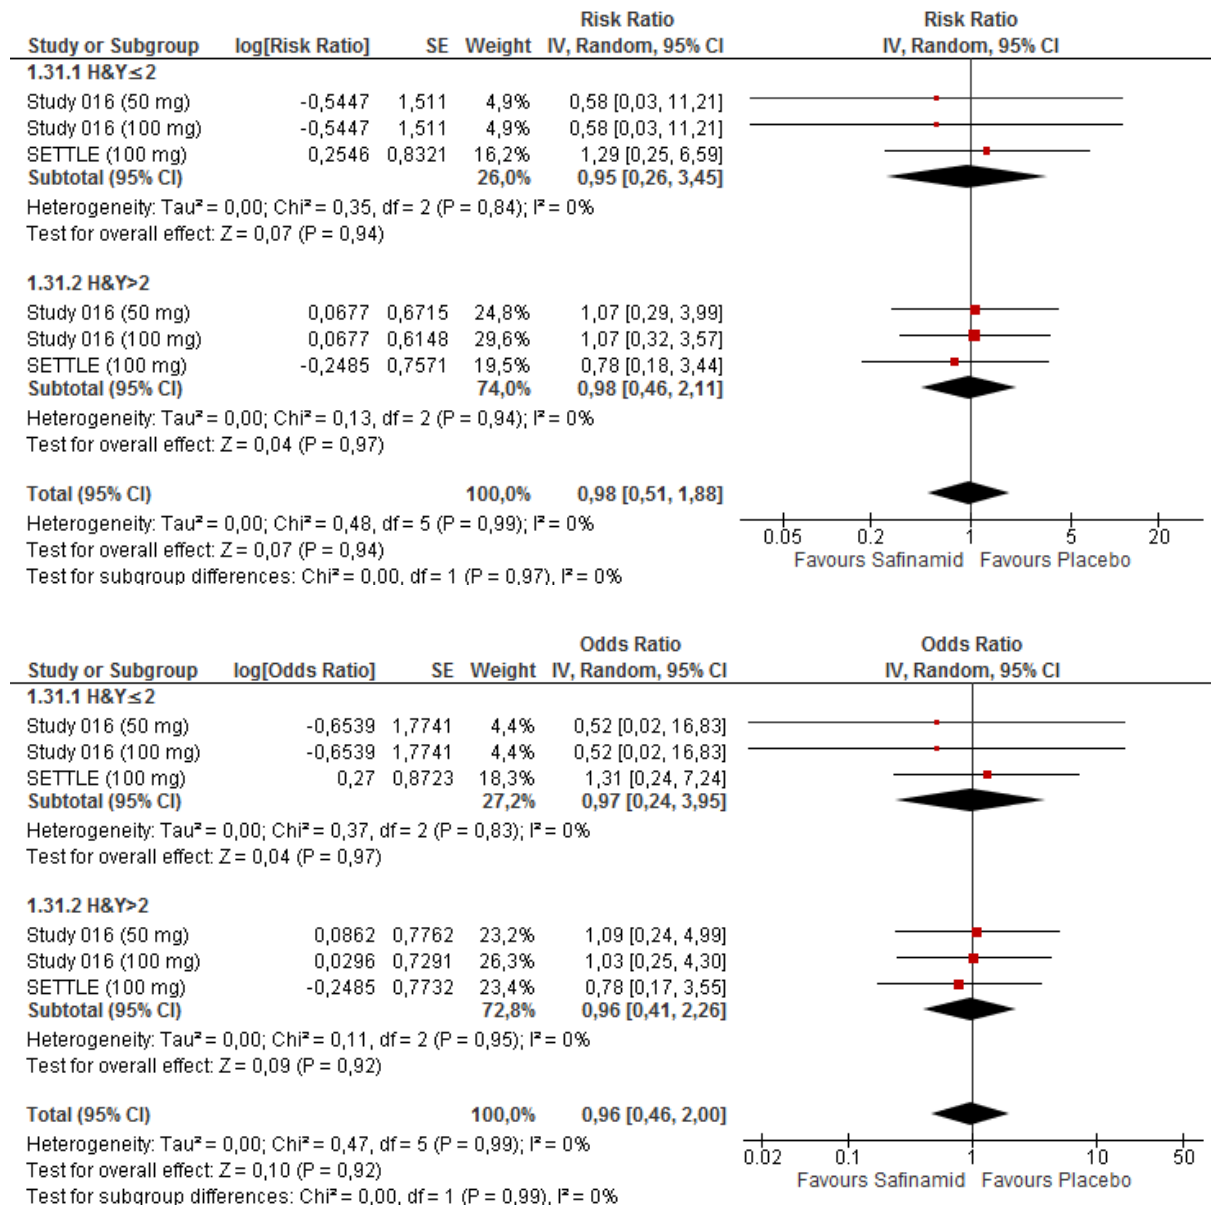 Risk Ratio Risk Ratio
Study or Subgroup log[Risk Ratio] SE Weight IV, Random, 95% CI IV, Random, 95% CI
1.31.1 H&Y≤2
Study 016 (50 mg) -0,5447 1,511 4,9% 0,58 [0,03, 11,21]
Study 016 (100 mg) -0,5447 1,511 4,9% 0,58 [0,03, 11,21]
SETTLE (100 mg) 0,2546 0,8321 16,2% 1,29 [0,25, 6,59]
Subtotal (95% CI) 26,0% 0,95 [0,26, 3,45]
Heterogeneity: Tau² = 0,00; Chi² = 0,35, df = 2 (P = 0,84); I² = 0%
Test for overall effect: Z = 0,07 (P = 0,94)
1.31.2 H&Y>2
Study 016 (50 mg) 0,0677 0,6715 24,8% 1,07 [0,29, 3,99]
Study 016 (100 mg) 0,0677 0,6148 29,6% 1,07 [0,32, 3,57]
SETTLE (100 mg) -0,2485 0,7571 19,5% 0,78 [0,18, 3,44]
Subtotal (95% CI) 74,0% 0,98 [0,46, 2,11]
Heterogeneity: Tau² = 0,00; Chi² = 0,13, df = 2 (P = 0,94); I² = 0%
Test for overall effect: Z = 0,04 (P = 0,97)
Total (95% CI) 100,0% 0,98 [0,51, 1,88]
Heterogeneity: Tau² = 0,00; Chi² = 0,48, df = 5 (P = 0,99); I² = 0%
Test for overall effect: Z = 0,07 (P = 0,94)
Test for subgroup differences: Chi² = 0,00, df = 1 (P = 0,97), I² = 0%
0.05 0.2 1 5 20
Favours Safinamid Favours Placebo
Odds Ratio Odds Ratio
Study or Subgroup log[Odds Ratio] SE Weight IV, Random, 95% CI IV, Random, 95% CI
1.31.1 H&Y≤2
Study 016 (50 mg) -0,6539 1,7741 4,4% 0,52 [0,02, 16,83]
Study 016 (100 mg) -0,6539 1,7741 4,4% 0,52 [0,02, 16,83]
SETTLE (100 mg) 0,27 0,8723 18,3% 1,31 [0,24, 7,24]
Subtotal (95% CI) 27,2% 0,97 [0,24, 3,95]
Heterogeneity: Tau² = 0,00; Chi² = 0,37, df = 2 (P = 0,83); I² = 0%
Test for overall effect: Z = 0,04 (P = 0,97)
1.31.2 H&Y>2
Study 016 (50 mg) 0,0862 0,7762 23,2% 1,09 [0,24, 4,99]
Study 016 (100 mg) 0,0296 0,7291 26,3% 1,03 [0,25, 4,30]
SETTLE (100 mg) -0,2485 0,7732 23,4% 0,78 [0,17, 3,55]
Subtotal (95% CI) 72,8% 0,96 [0,41, 2,26]
Heterogeneity: Tau² = 0,00; Chi² = 0,11, df = 2 (P = 0,95); I² = 0%
Test for overall effect: Z = 0,09 (P = 0,92)
Total (95% CI) 100,0% 0,96 [0,46, 2,00]
Heterogeneity: Tau² = 0,00; Chi² = 0,47, df = 5 (P = 0,99); I² = 0%
Test for overall effect: Z = 0,10 (P = 0,92)
Test for subgroup differences: Chi² = 0,00, df = 1 (P = 0,99), I² = 0%
0.02 0.1 1 10 50
Favours Safinamid Favours Placebo